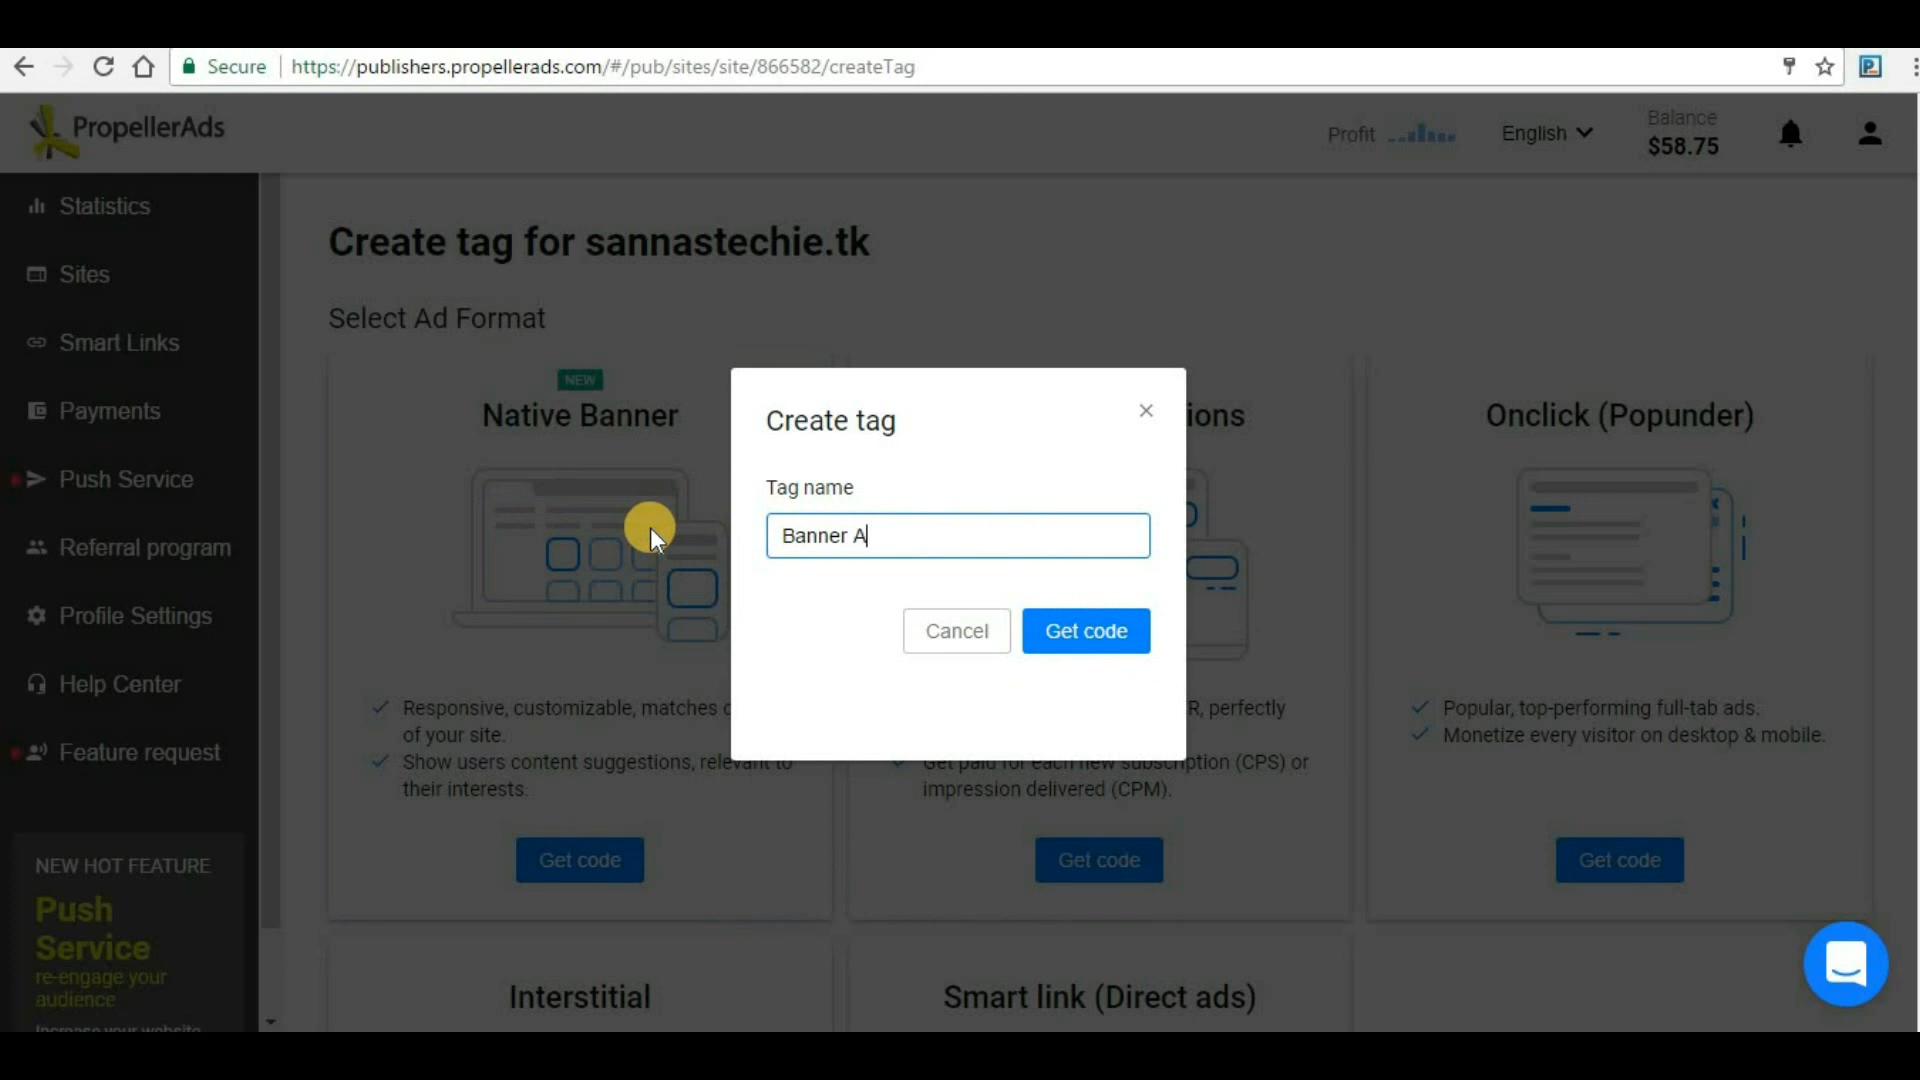 Secure https://publishers.propellerads.com/#/pub/sites/site/866582/createTag
PropellerAds
Profit
English
Balance
$58.75
Statistics
Sites
Smart Links
Payments
Push Service
Referral program
Profile Settings
Help Center
Feature request
NEW HOT FEATURE
Push
Service
re-engage your
audience
Increase your website
Create tag for sannastechie.tk
Select Ad Format
NEW
Native Banner
Responsive, customizable, matches
of your site.
Show users content suggestions, relevant to
their interests.
Get code
ions
R, perfectly
Get paid for each new subscription (CPS) or
impression delivered (CPM).
Get code
Onclick (Popunder)
Popular, top-performing full-tab ads.
Monetize every visitor on desktop & mobile.
Get code
Create tag
Tag name
Banner A
Cancel
Get code
Interstitial
Smart link (Direct ads)